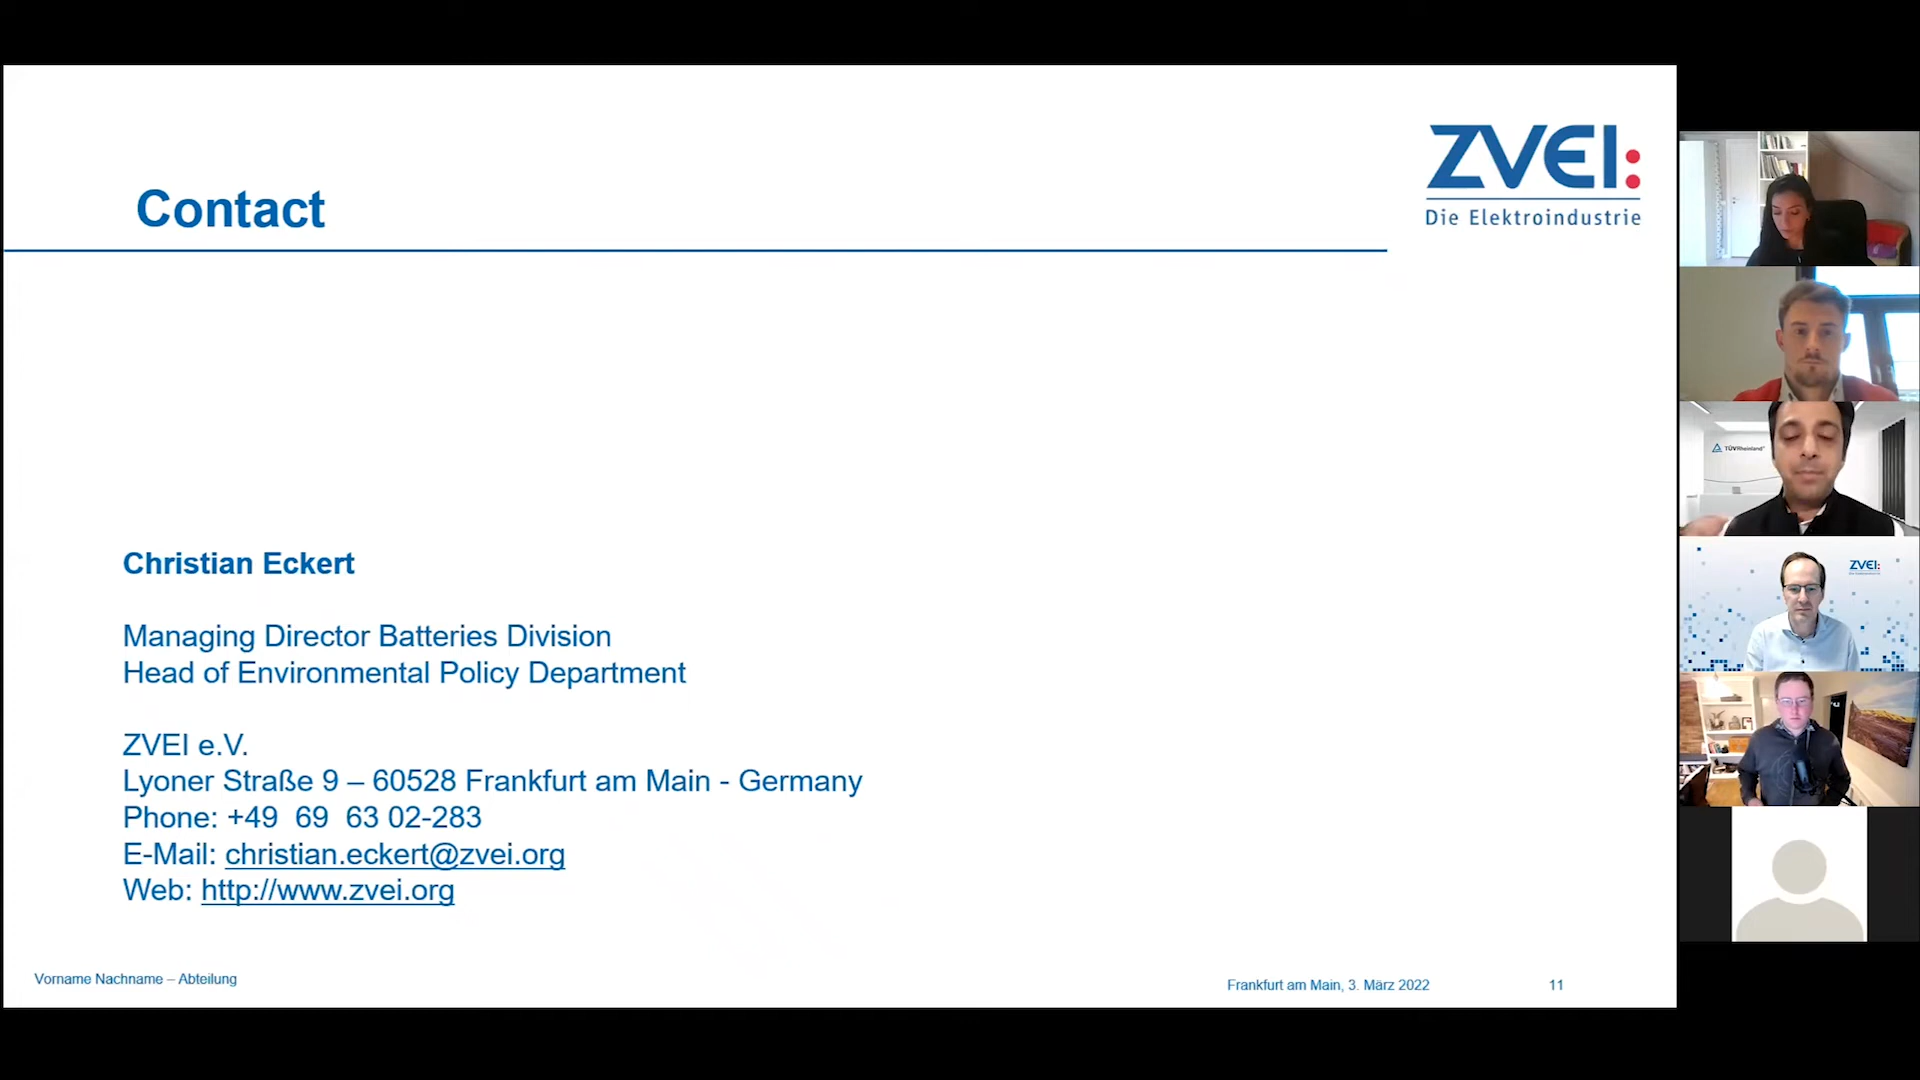 ZVEI:
Die Elektroindustrie
Contact
Christian Eckert
Managing Director Batteries Division
Head of Environmental Policy Department
ZVEI e.V.
Lyoner Straße 9 – 60528 Frankfurt am Main - Germany
Phone: +49 69 63 02-283
E-Mail: christian.eckert@zvei.org
Web: http://www.zvei.org
Vorname Nachname – Abteilung
Frankfurt am Main, 3. März 2022
11
TÜVRheinland®
ZVEI: